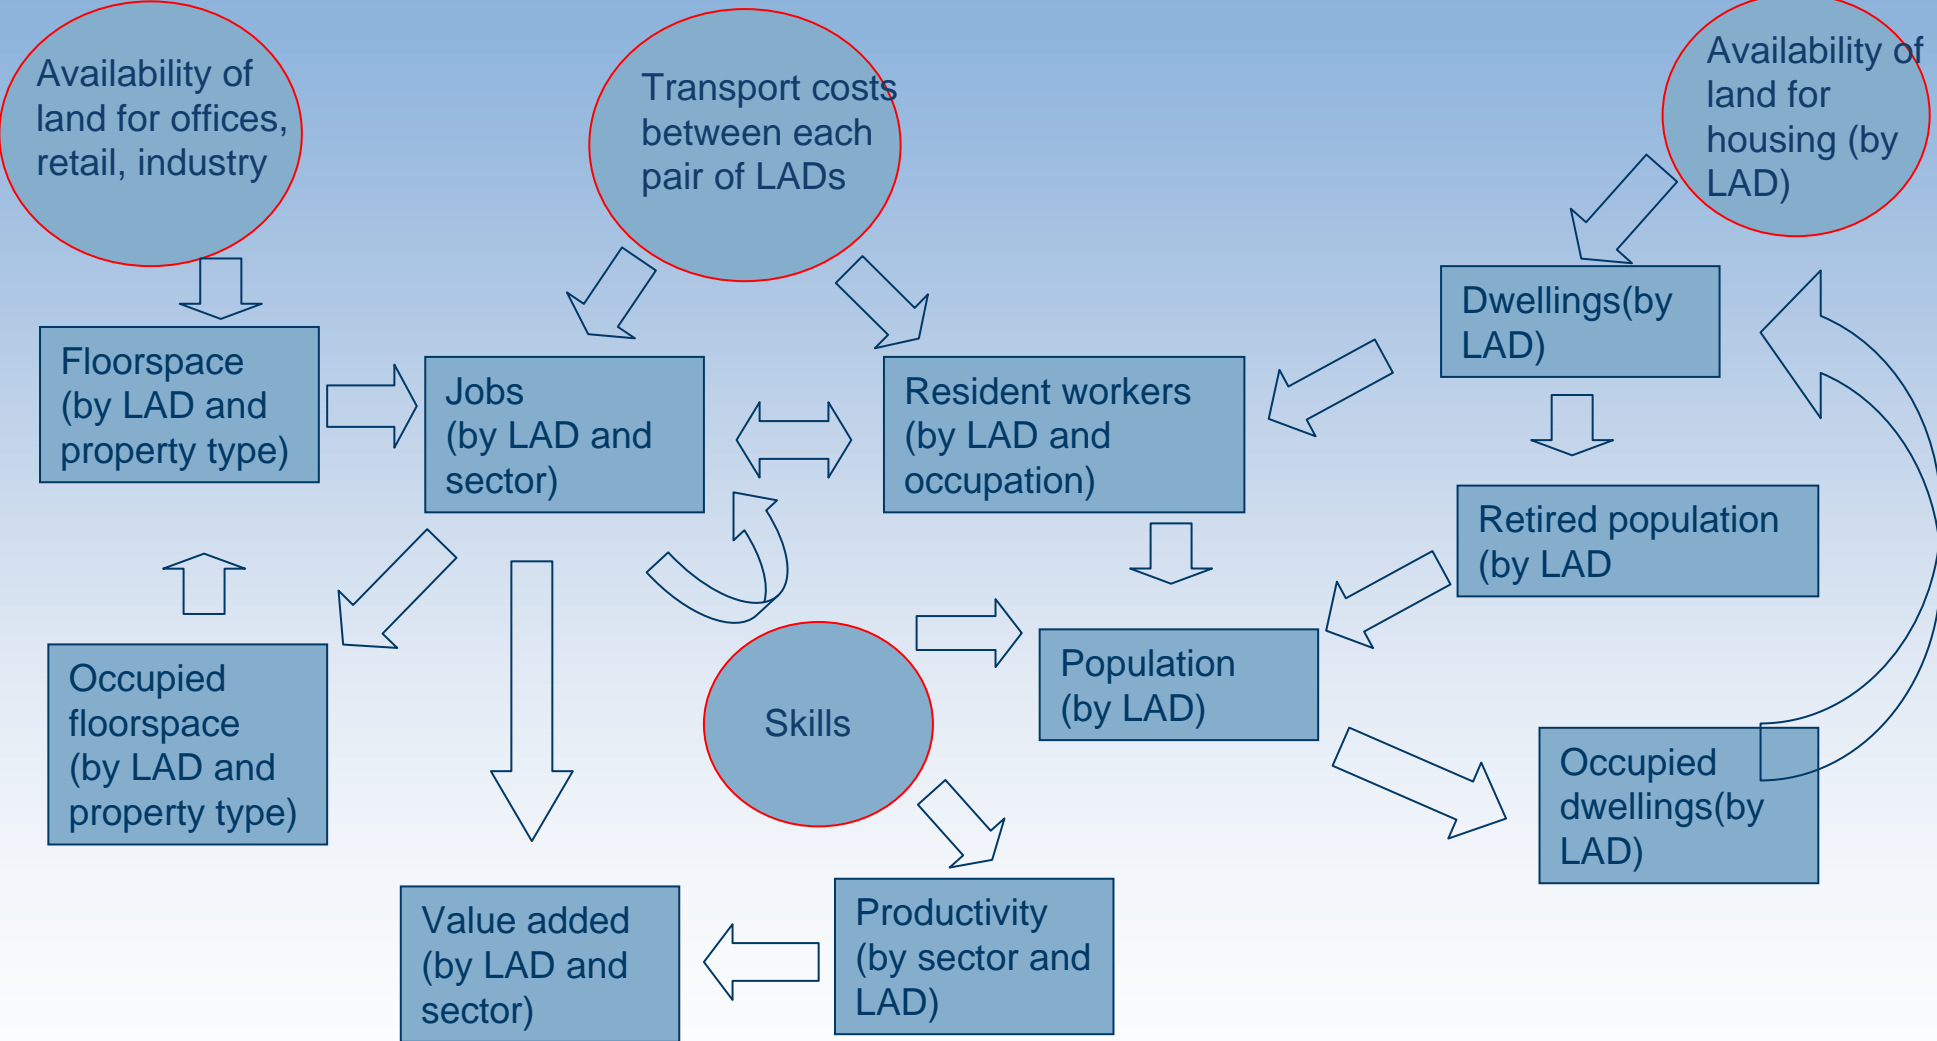 Availability of
land for offices,
retail, industry
Transport costs
between each
pair of LADs
Availability of
land for
housing (by
LAD)
Floorspace
(by LAD and
property type)
Jobs
(by LAD and
sector)
Resident workers
(by LAD and
occupation)
Dwellings(by
LAD)
Retired population
(by LAD
Occupied
floorspace
(by LAD and
property type)
Skills
Population
(by LAD)
Occupied
dwellings(by
LAD)
Value added
(by LAD and
sector)
Productivity
(by sector and
LAD)